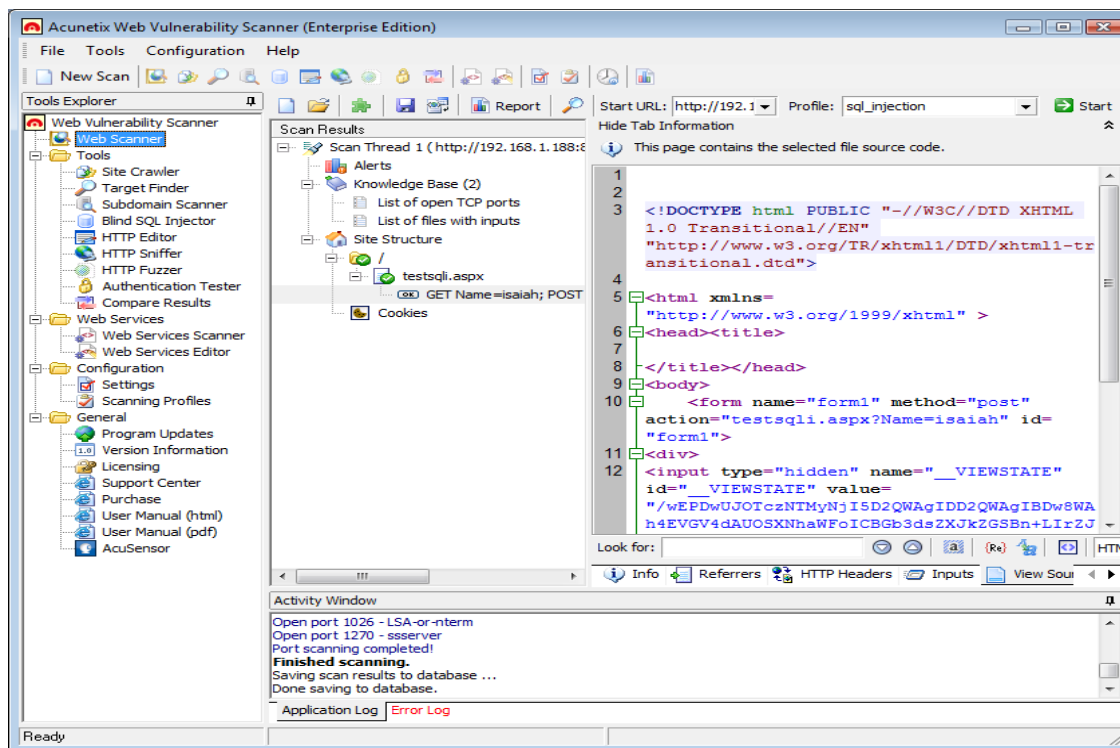 Acunetix Web Vulnerability Scanner (Enterprise Edition)
File Tools Configuration Help
New Scan
Tools Explorer
Web Vulnerability Scanner
Web Scanner
Tools
Site Crawler
Target Finder
Subdomain Scanner
Blind SQL Injector
HTTP Editor
HTTP Sniffer
HTTP Fuzzer
Authentication Tester
Compare Results
Web Services
Web Services Scanner
Web Services Editor
Configuration
Settings
Scanning Profiles
General
Program Updates
1.0 Version Information
Licensing
Support Center
Purchase
User Manual (html)
User Manual (pdf)
AcuSensor
Report
Scan Results
Scan Thread 1 ( http://192.168.1.188:8
Alerts
Knowledge Base (2)
List of open TCP ports
List of files with inputs
Site Structure
/
testsqli.aspx
OK GET Name=isaiah; POST
Cookies
Start URL: http://192.1 Profile: sql_injection Start
Hide Tab Information
This page contains the selected file source code.
1
2
3 <!DOCTYPE html PUBLIC "-//W3C//DTD XHTML
1.0 Transitional//EN"
"http://www.w3.org/TR/xhtml1/DTD/xhtml1-tr
ansitional.dtd">
4
5 <html xmlns=
"http://www.w3.org/1999/xhtml" >
6 <head><title>
7
8 </title></head>
9 <body>
10 <form name="form1" method="post"
action="testsqli.aspx?Name=isaiah" id=
"form1">
11 <div>
12 <input type="hidden" name="__VIEWSTATE"
id="__VIEWSTATE" value=
Look for: {Re} HTM
Info Referrers HTTP Headers Inputs View Sour
Activity Window
Open port 1026 - LSA-or-nterm
Open port 1270 - ssserver
Port scanning completed!
Finished scanning.
Saving scan results to database ...
Done saving to database.
Application Log Error Log
Ready